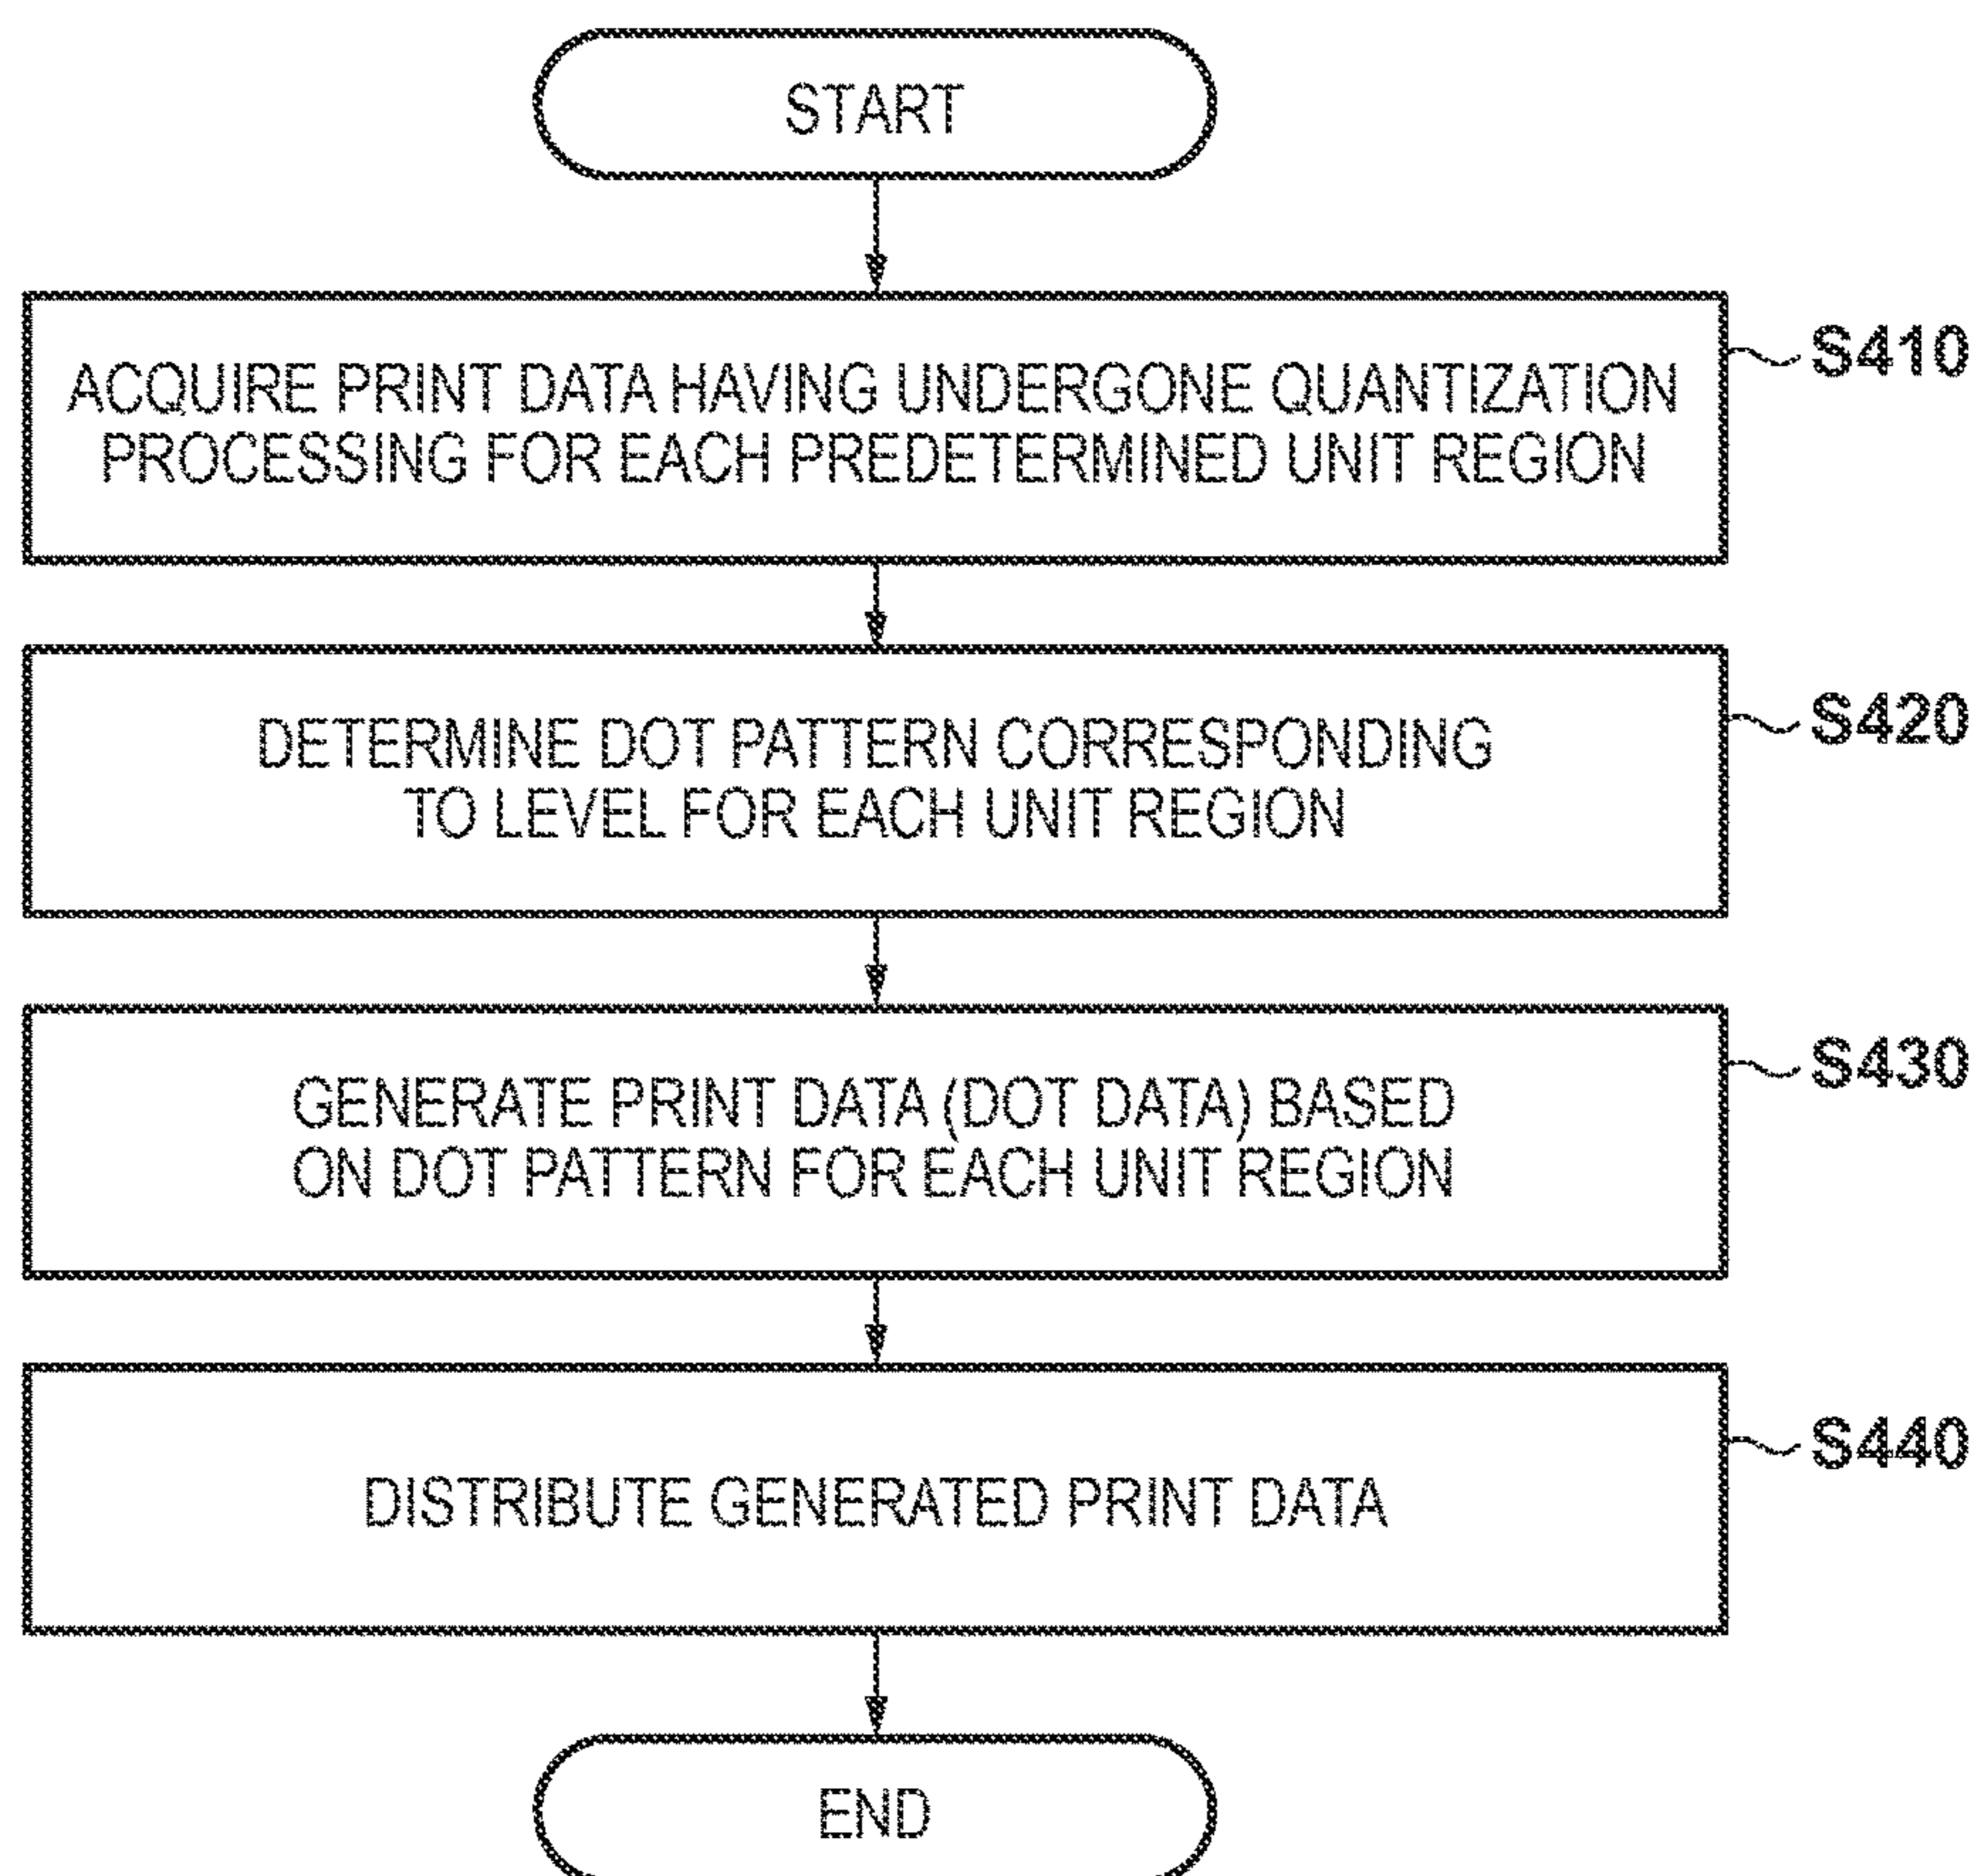 START
ACQUIRE PRINT DATA HAVING UNDERGONE QUANTIZATION
PROCESSING FOR EACH PREDETERMINED UNIT REGION
S410
DETERMINE DOT PATTERN CORRESPONDING
TO LEVEL FOR EACH UNIT REGION
S420
GENERATE PRINT DATA (DOT DATA) BASED
ON DOT PATTERN FOR EACH UNIT REGION
S430
DISTRIBUTE GENERATED PRINT DATA
S440
END